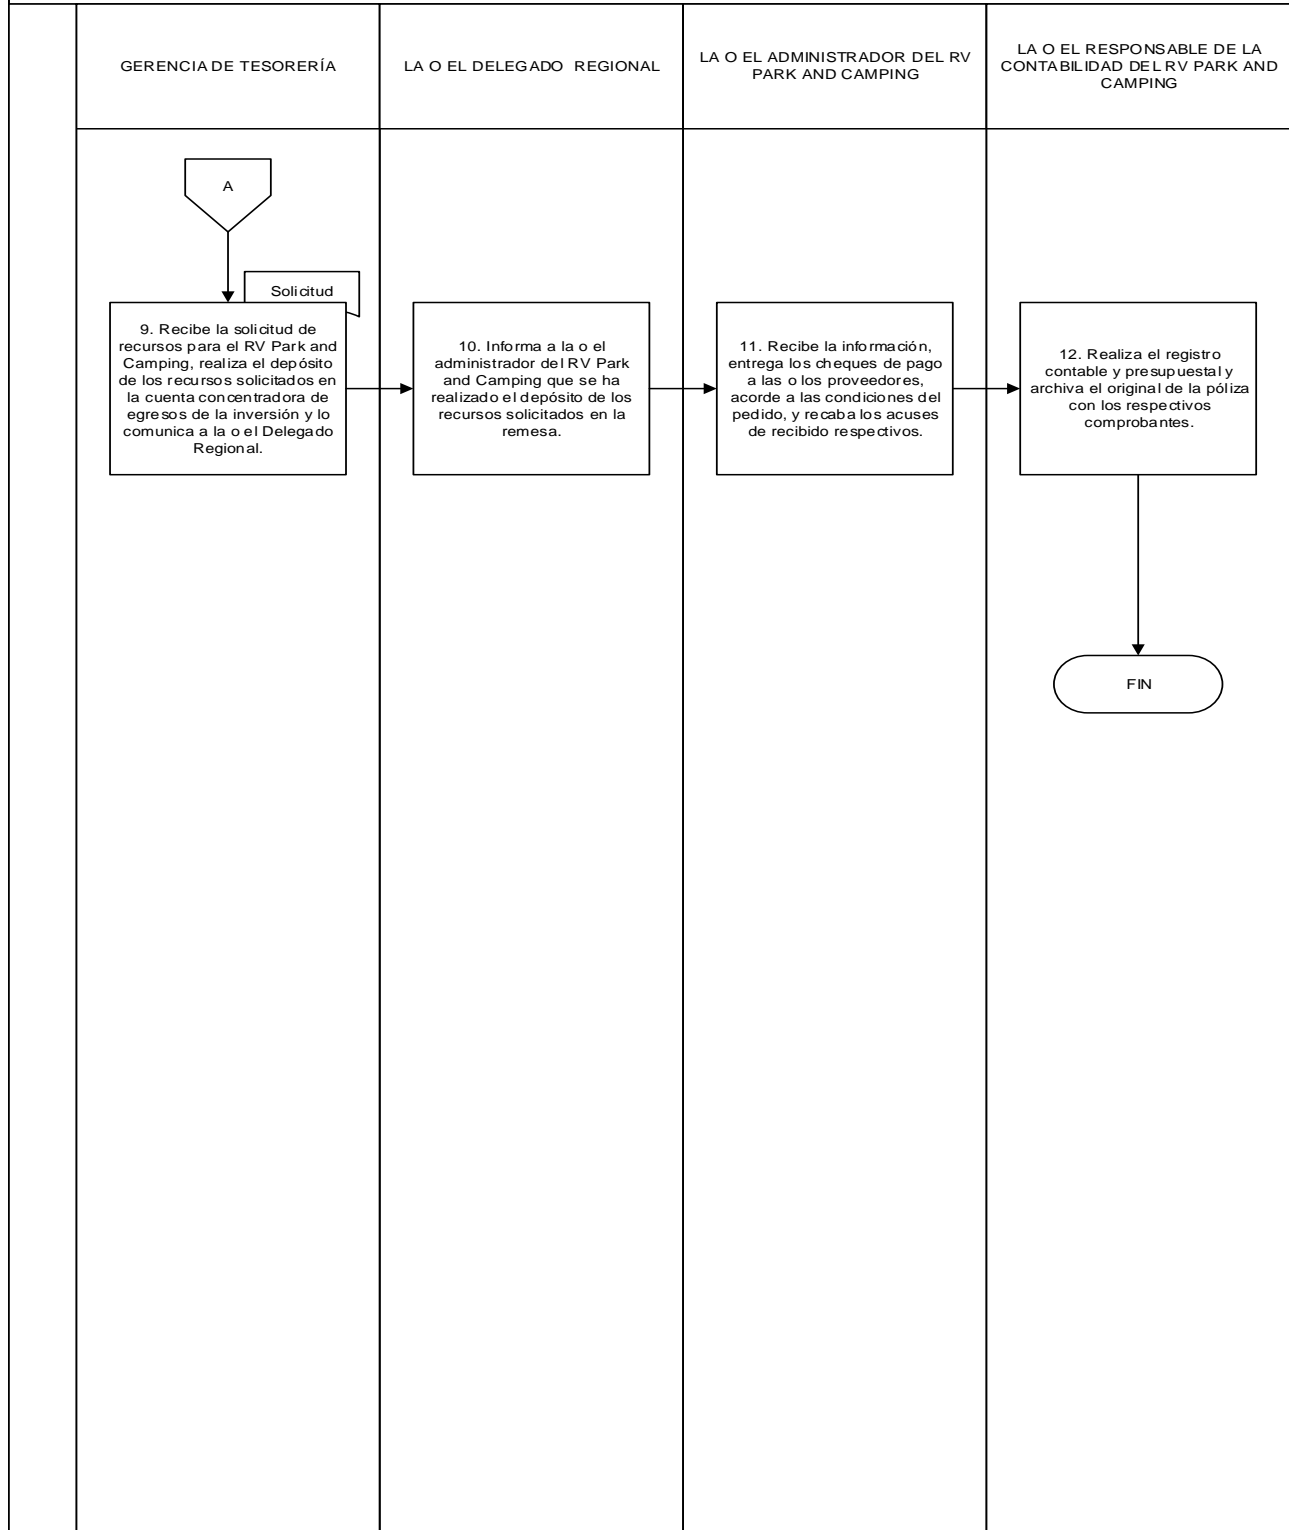 GERENCIA DE TESORERÍA
LA O EL DELEGADO REGIONAL
LA O EL ADMINISTRADOR DEL RV
PARK AND CAMPING
LA O EL RESPONSABLE DE LA
CONTABILIDAD DEL RV PARK AND
CAMPING
A
Solicitud
9. Recibe la solicitud de
recursos para el RV Park and
Camping, realiza el depósito
de los recursos solicitados en
la cuenta concentradora de
egresos de la inversión y lo
comunica a la o el Delegado
Regional.
10. Informa a la o el
administrador del RV Park
and Camping que se ha
realizado el depósito de los
recursos solicitados en la
remesa.
11. Recibe la información,
entrega los cheques de pago
a las o los proveedores,
acorde a las condiciones del
pedido, y recaba los acuses
de recibido respectivos.
12. Realiza el registro
contable y presupuestal y
archiva el original de la póliza
con los respectivos
comprobantes.
FIN